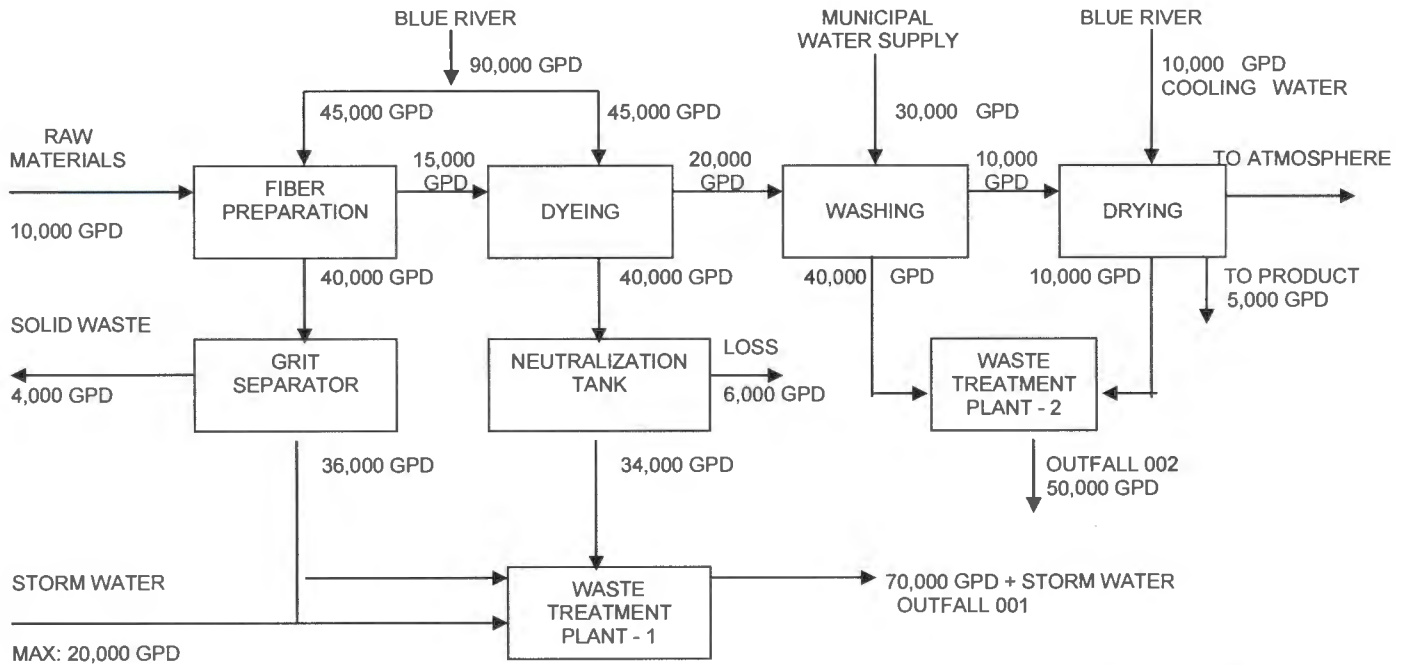 BLUE RIVER
90,000 GPD
MUNICIPAL
WATER SUPPLY
BLUE RIVER
10,000 GPD
COOLING WATER
45,000 GPD
45,000 GPD
30,000 GPD
RAW
MATERIALS
10,000 GPD
FIBER
PREPARATION
15,000
GPD
DYEING
20,000
GPD
WASHING
10,000
GPD
DRYING
TO ATMOSPHERE
40,000 GPD
40,000 GPD
40,000 GPD
10,000 GPD
TO PRODUCT
5,000 GPD
SOLID WASTE
4,000 GPD
GRIT
SEPARATOR
NEUTRALIZATION
TANK
LOSS
6,000 GPD
WASTE
TREATMENT
PLANT - 2
36,000 GPD
34,000 GPD
OUTFALL 002
50,000 GPD
STORM WATER
MAX: 20,000 GPD
WASTE
TREATMENT
PLANT - 1
70,000 GPD + STORM WATER
OUTFALL 001